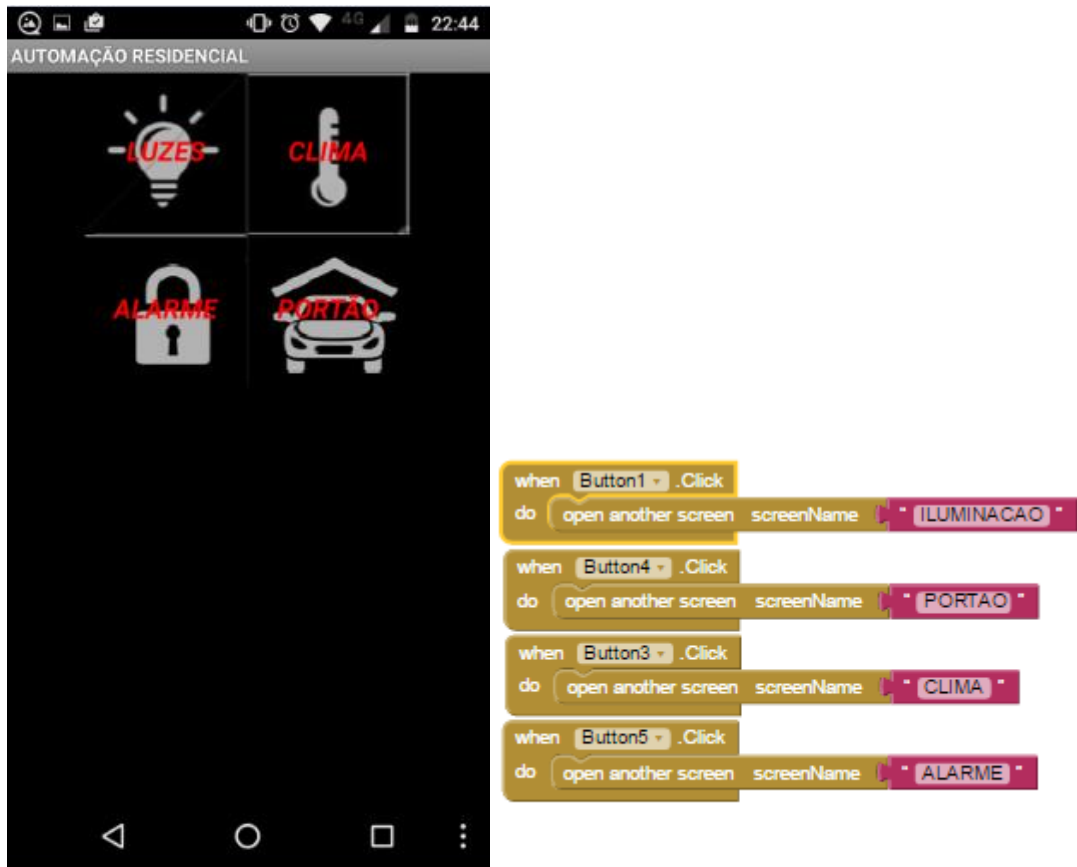 4G 22:44
AUTOMAÇÃO RESIDENCIAL
LUZES CLIMA
ALARME PORTÃO
when Button1 .Click
do open another screen screenName " ILUMINACAO "
when Button4 .Click
do open another screen screenName " PORTAO "
when Button3 .Click
do open another screen screenName " CLIMA "
when Button5 .Click
do open another screen screenName " ALARME "